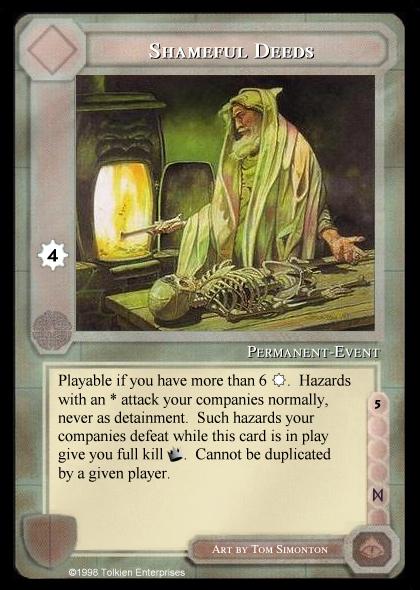 SHAMEFUL DEEDS
4
PERMANENT-EVENT
Playable if you have more than 6 . Hazards
with an * attack your companies normally,
never as detainment. Such hazards your
companies defeat while this card is in play
give you full kill . Cannot be duplicated
by a given player.
5
ART BY TOM SIMONTON
©1998 Tolkien Enterprises